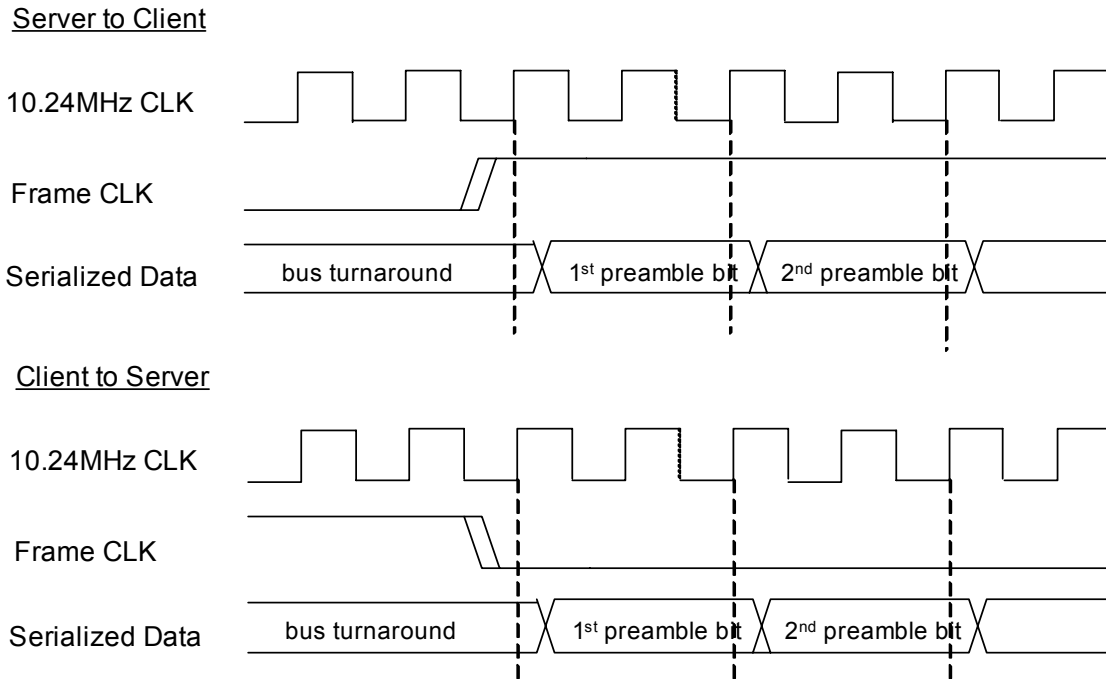 Server to Client
10.24MHz CLK
Frame CLK
Serialized Data
bus turnaround
1st preamble bit
2nd preamble bit
Client to Server
10.24MHz CLK
Frame CLK
Serialized Data
bus turnaround
1st preamble bit
2nd preamble bit